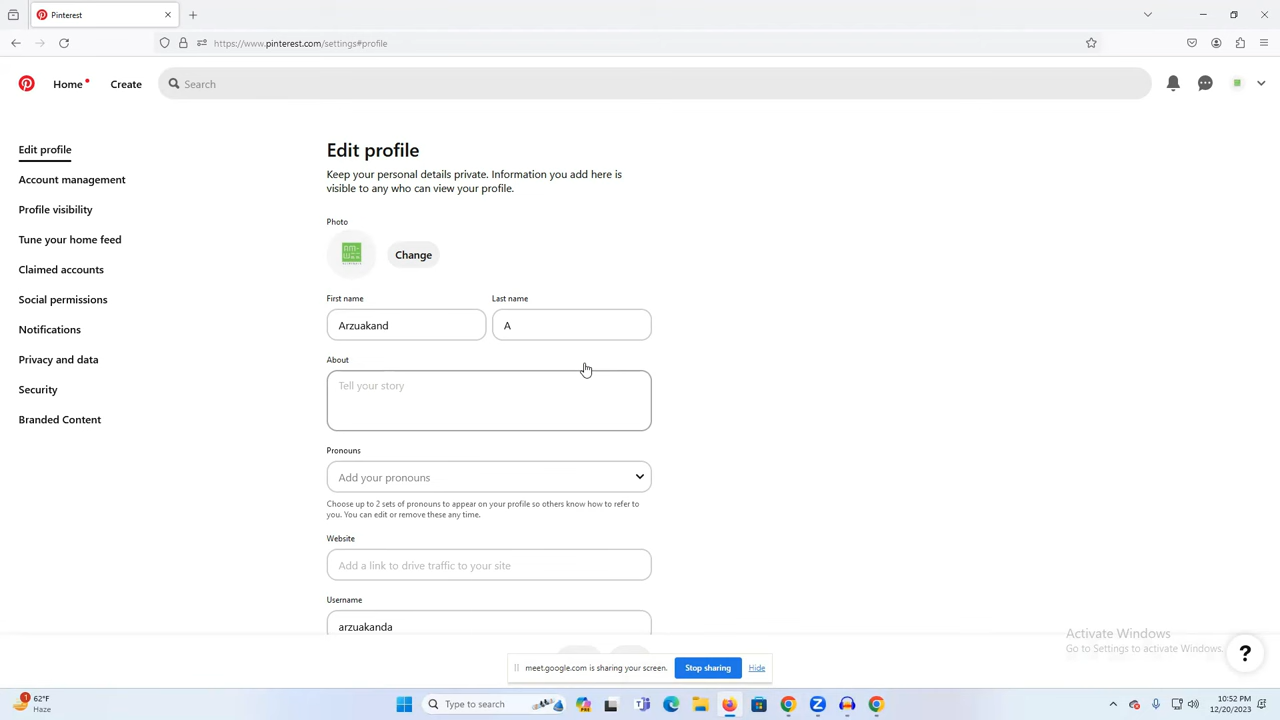 Pinterest
https://www.pinterest.com/settings#profile
Home
Create
Search
Edit profile
Account management
Profile visibility
Tune your home feed
Claimed accounts
Social permissions
Notifications
Privacy and data
Security
Branded Content
Edit profile
Keep your personal details private. Information you add here is
visible to any who can view your profile.
Photo
Change
First name
Last name
Arzuakand
A
About
Tell your story
Pronouns
Add your pronouns
Choose up to 2 sets of pronouns to appear on your profile so others know how to refer to
you. You can edit or remove these any time.
Website
Add a link to drive traffic to your site
Username
arzuakanda
Activate Windows
Go to Settings to activate Windows.
?
meet.google.com is sharing your screen.
Stop sharing
Hide
1
62°F
Haze
Type to search
10:52 PM
12/20/2023